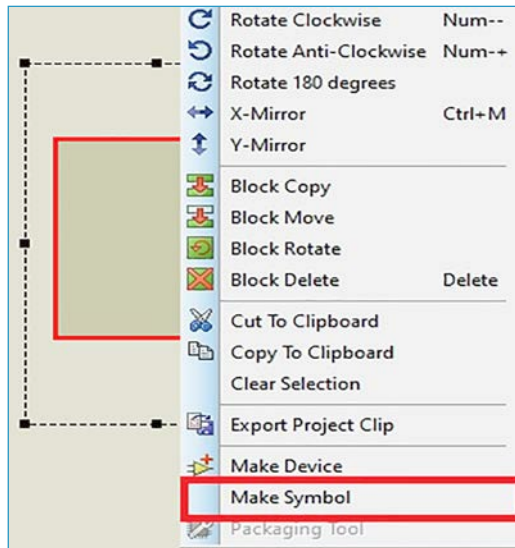 Rotate Clockwise Num--
Rotate Anti-Clockwise Num-+
Rotate 180 degrees
X-Mirror Ctrl+M
Y-Mirror
Block Copy
Block Move
Block Rotate
Block Delete Delete
Cut To Clipboard
Copy To Clipboard
Clear Selection
Export Project Clip
Make Device
Make Symbol
Packaging Tool